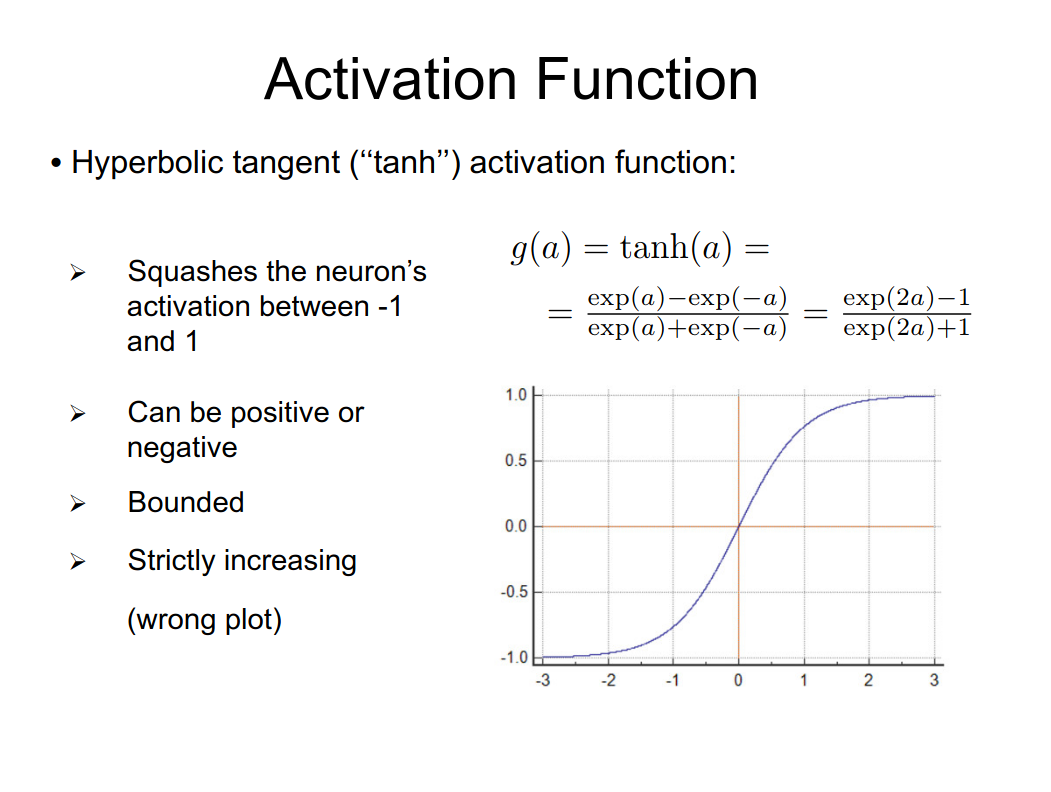 Activation Function
• Hyperbolic tangent (‘‘tanh’’) activation function:
➢ Squashes the neuron’s
activation between -1
and 1
➢ Can be positive or
negative
➢ Bounded
➢ Strictly increasing
(wrong plot)
g(a) = tanh(a) =
= exp(a)−exp(−a) / exp(a)+exp(−a) = exp(2a)−1 / exp(2a)+1
1.0
0.5
0.0
-0.5
-1.0
-3 -2 -1 0 1 2 3